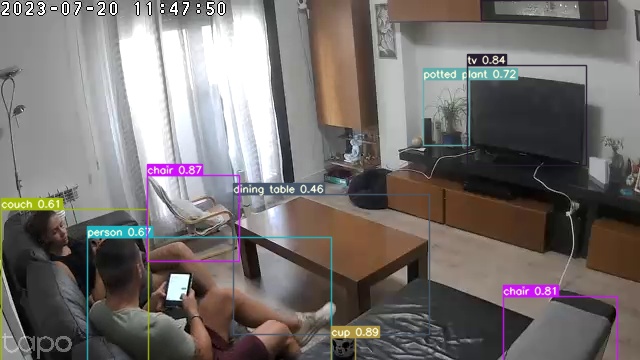 2023-07-20 11:47:50
tv 0.84
potted plant 0.72
chair 0.87
dining table 0.46
couch 0.61
person 0.67
chair 0.81
cup 0.89
tapo